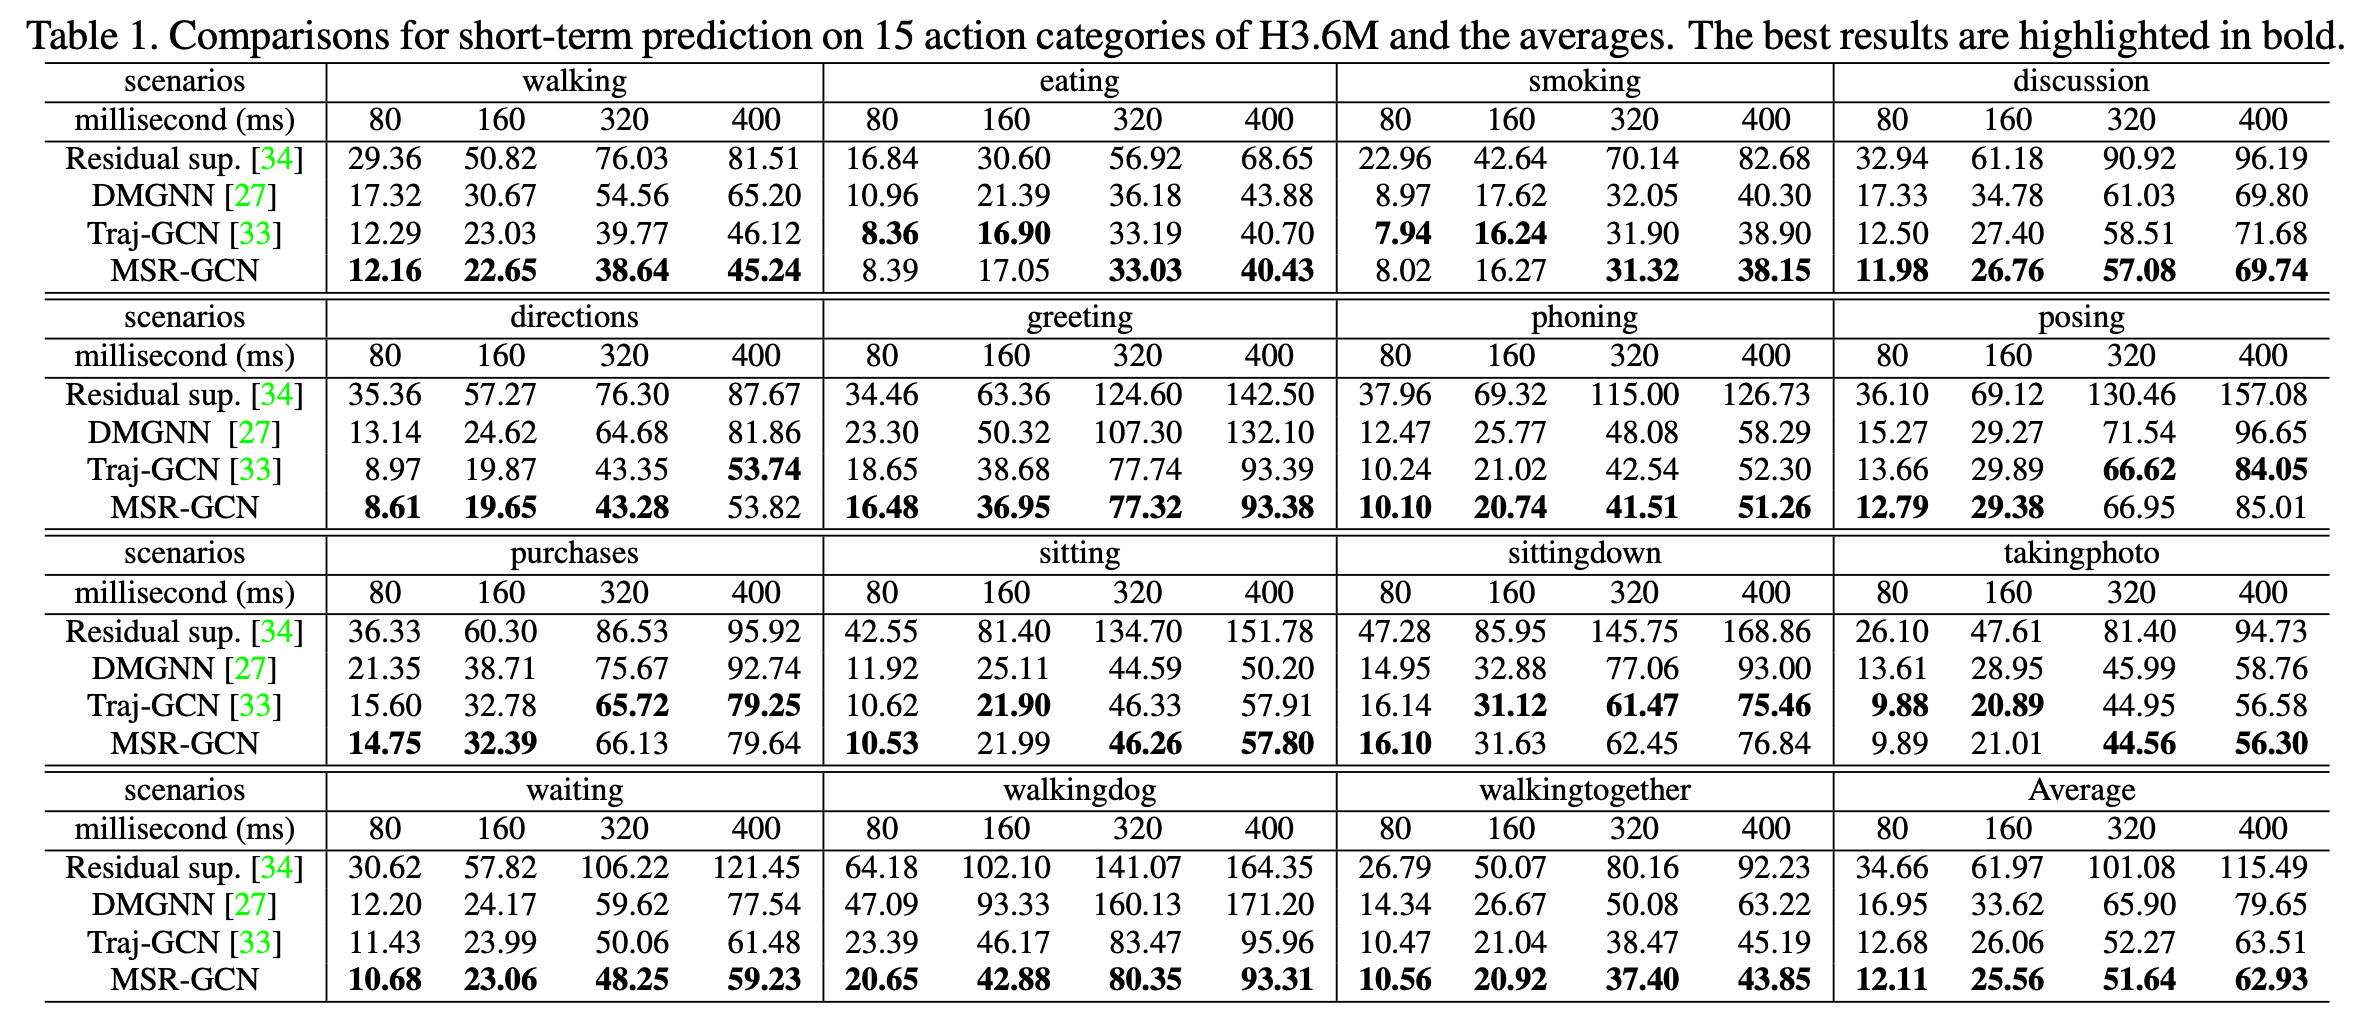 Table 1. Comparisons for short-term prediction on 15 action categories of H3.6M and the averages. The best results are highlighted in bold.
scenarios walking eating smoking discussion
millisecond (ms) 80 160 320 400 80 160 320 400 80 160 320 400 80 160 320 400
Residual sup. [34] 29.36 50.82 76.03 81.51 16.84 30.60 56.92 68.65 22.96 42.64 70.14 82.68 32.94 61.18 90.92 96.19
DMGNN [27] 17.32 30.67 54.56 65.20 10.96 21.39 36.18 43.88 8.97 17.62 32.05 40.30 17.33 34.78 61.03 69.80
Traj-GCN [33] 12.29 23.03 39.77 46.12 8.36 16.90 33.19 40.70 7.94 16.24 31.90 38.90 12.50 27.40 58.51 71.68
MSR-GCN 12.16 22.65 38.64 45.24 8.39 17.05 33.03 40.43 8.02 16.27 31.32 38.15 11.98 26.76 57.08 69.74
scenarios directions greeting phoning posing
millisecond (ms) 80 160 320 400 80 160 320 400 80 160 320 400 80 160 320 400
Residual sup. [34] 35.36 57.27 76.30 87.67 34.46 63.36 124.60 142.50 37.96 69.32 115.00 126.73 36.10 69.12 130.46 157.08
DMGNN [27] 13.14 24.62 64.68 81.86 23.30 50.32 107.30 132.10 12.47 25.77 48.08 58.29 15.27 29.27 71.54 96.65
Traj-GCN [33] 8.97 19.87 43.35 53.74 18.65 38.68 77.74 93.39 10.24 21.02 42.54 52.30 13.66 29.89 66.62 84.05
MSR-GCN 8.61 19.65 43.28 53.82 16.48 36.95 77.32 93.38 10.10 20.74 41.51 51.26 12.79 29.38 66.95 85.01
scenarios purchases sitting sittingdown takingphoto
millisecond (ms) 80 160 320 400 80 160 320 400 80 160 320 400 80 160 320 400
Residual sup. [34] 36.33 60.30 86.53 95.92 42.55 81.40 134.70 151.78 47.28 85.95 145.75 168.86 26.10 47.61 81.40 94.73
DMGNN [27] 21.35 38.71 75.67 92.74 11.92 25.11 44.59 50.20 14.95 32.88 77.06 93.00 13.61 28.95 45.99 58.76
Traj-GCN [33] 15.60 32.78 65.72 79.25 10.62 21.90 46.33 57.91 16.14 31.12 61.47 75.46 9.88 20.89 44.95 56.58
MSR-GCN 14.75 32.39 66.13 79.64 10.53 21.99 46.26 57.80 16.10 31.63 62.45 76.84 9.89 21.01 44.56 56.30
scenarios waiting walkingdog walkingtogether Average
millisecond (ms) 80 160 320 400 80 160 320 400 80 160 320 400 80 160 320 400
Residual sup. [34] 30.62 57.82 106.22 121.45 64.18 102.10 141.07 164.35 26.79 50.07 80.16 92.23 34.66 61.97 101.08 115.49
DMGNN [27] 12.20 24.17 59.62 77.54 47.09 93.33 160.13 171.20 14.34 26.67 50.08 63.22 16.95 33.62 65.90 79.65
Traj-GCN [33] 11.43 23.99 50.06 61.48 23.39 46.17 83.47 95.96 10.47 21.04 38.47 45.19 12.68 26.06 52.27 63.51
MSR-GCN 10.68 23.06 48.25 59.23 20.65 42.88 80.35 93.31 10.56 20.92 37.40 43.85 12.11 25.56 51.64 62.93